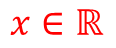 x ∈ ℝ